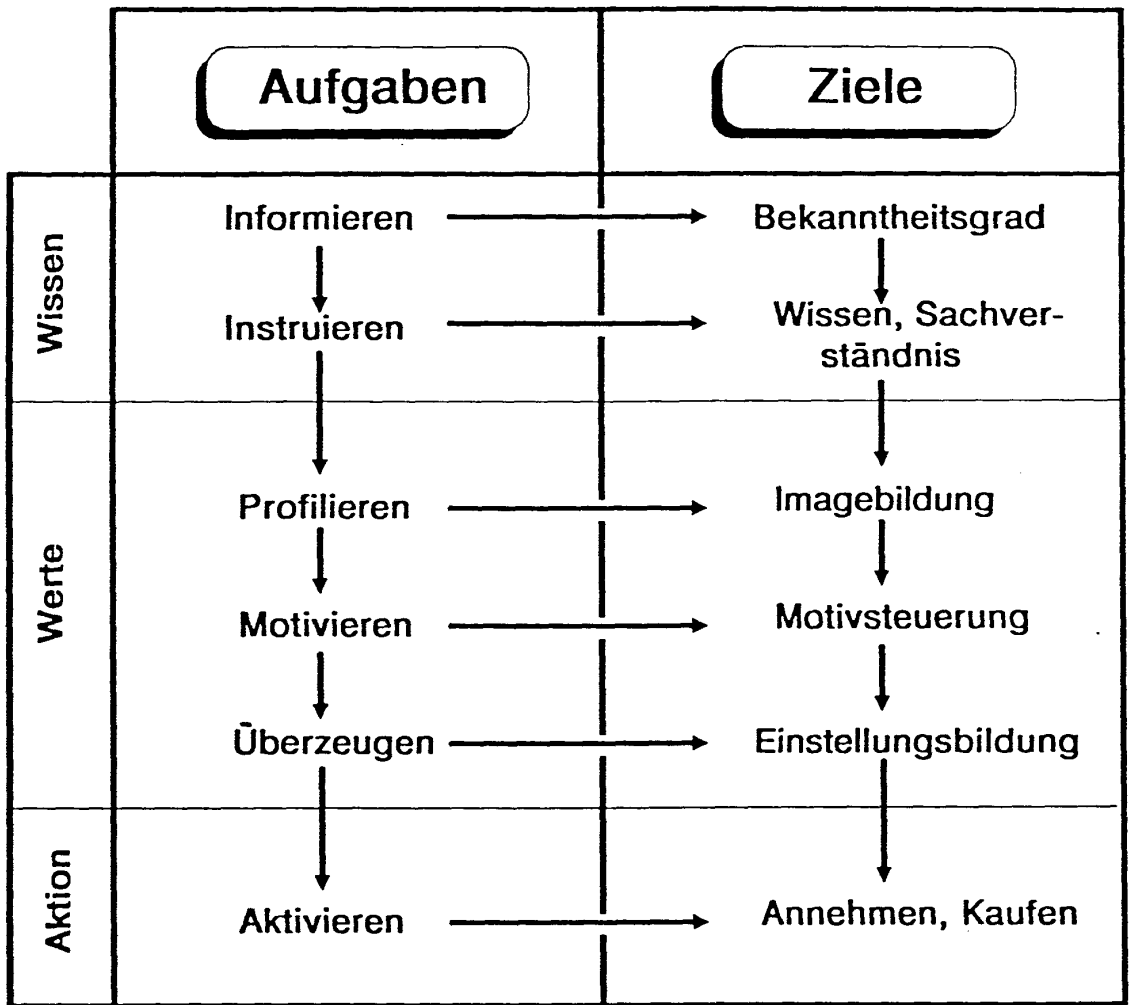 Aufgaben
Ziele
Wissen
Informieren
Bekanntheitsgrad
Instruieren
Wissen, Sachver-
ständnis
Werte
Profilieren
Imagebildung
Motivieren
Motivsteuerung
Überzeugen
Einstellungsbildung
Aktion
Aktivieren
Annehmen, Kaufen